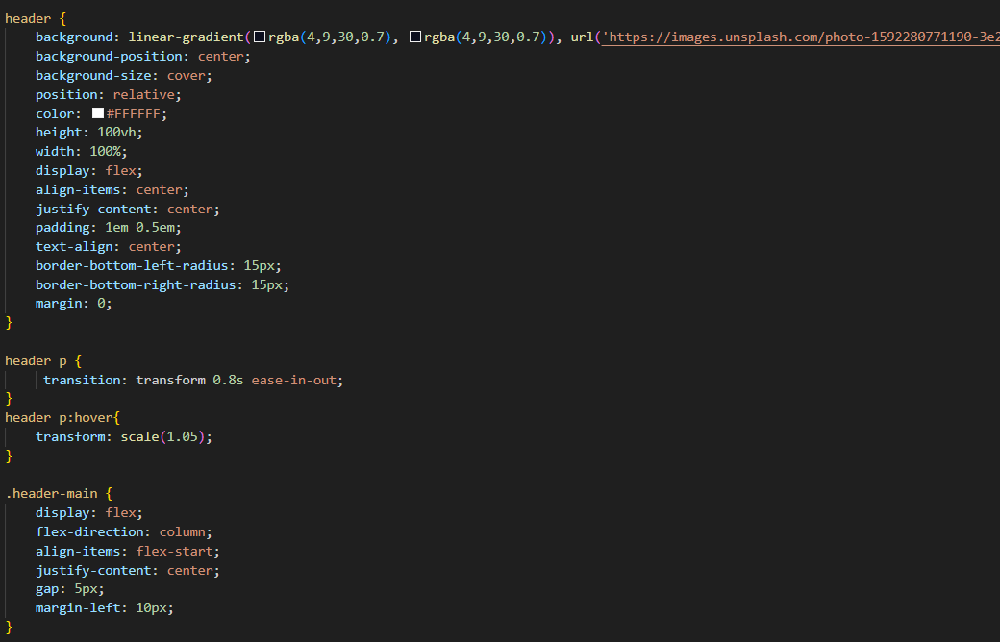 header {
    background: linear-gradient(rgba(4,9,30,0.7), rgba(4,9,30,0.7)), url('https://images.unsplash.com/photo-1592280771190-3e2
    background-position: center;
    background-size: cover;
    position: relative;
    color: #FFFFFF;
    height: 100vh;
    width: 100%;
    display: flex;
    align-items: center;
    justify-content: center;
    padding: 1em 0.5em;
    text-align: center;
    border-bottom-left-radius: 15px;
    border-bottom-right-radius: 15px;
    margin: 0;
}
header p {
     transition: transform 0.8s ease-in-out;
}
header p:hover{
    transform: scale(1.05);
}
.header-main {
    display: flex;
    flex-direction: column;
    align-items: flex-start;
    justify-content: center;
    gap: 5px;
    margin-left: 10px;
}